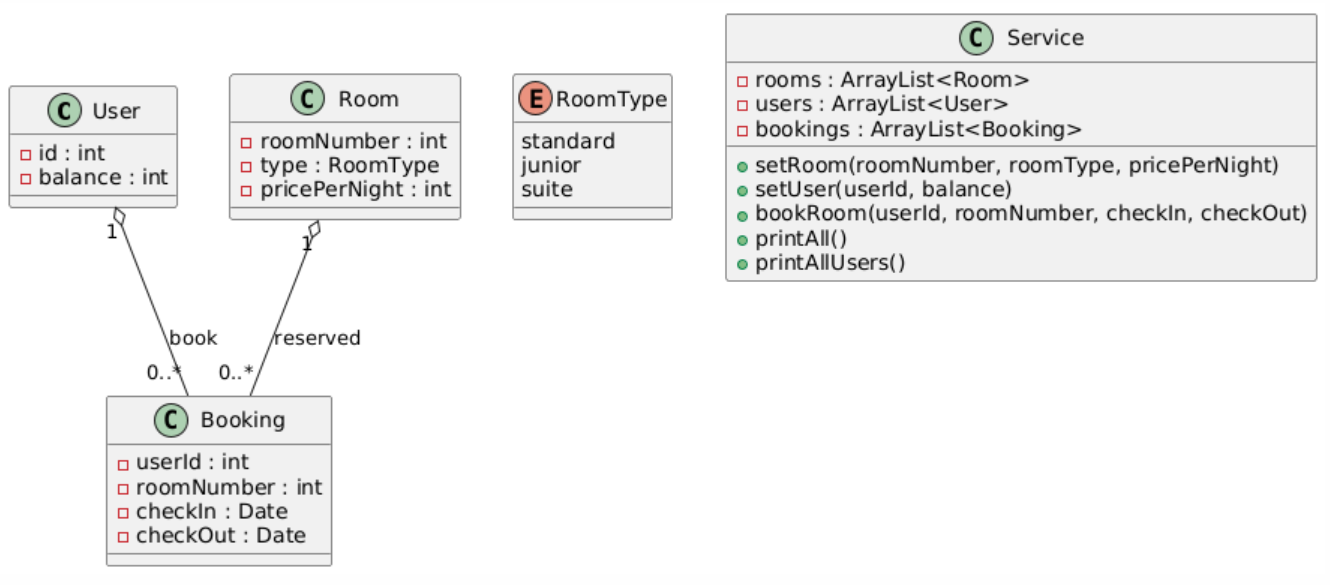 C User
id : int
balance : int
C Room
roomNumber : int
type : RoomType
pricePerNight : int
E RoomType
standard
junior
suite
C Service
rooms : ArrayList<Room>
users : ArrayList<User>
bookings : ArrayList<Booking>
setRoom(roomNumber, roomType, pricePerNight)
setUser(userId, balance)
bookRoom(userId, roomNumber, checkIn, checkOut)
printAll()
printAllUsers()
1
1
book
reserved
0..*
0..*
C Booking
userId : int
roomNumber : int
checkIn : Date
checkOut : Date